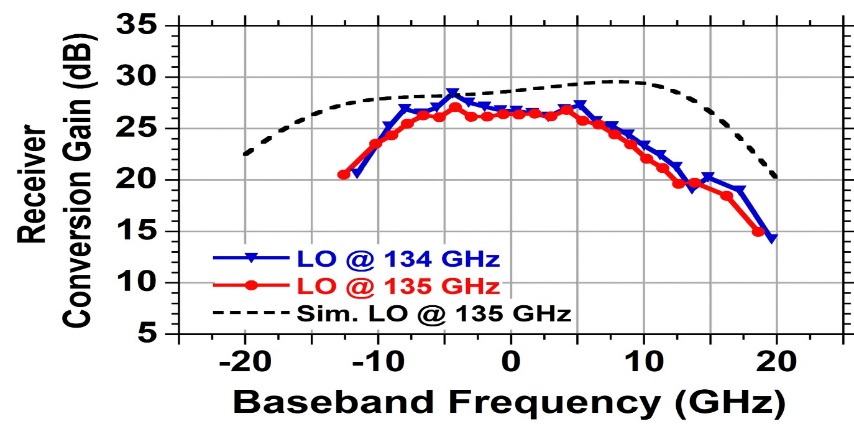 35
30
25
20
15
10
5
Receiver
Conversion Gain (dB)
LO @ 134 GHz
LO @ 135 GHz
Sim. LO @ 135 GHz
-20 -10 0 10 20
Baseband Frequency (GHz)